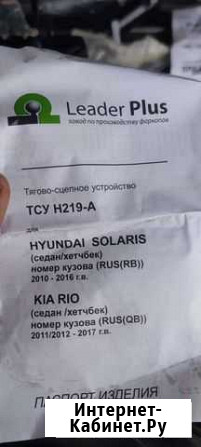 Leader Plus
завод по производству фаркопов
Тягово-сцепное устройство
ТСУ H219-A
для
HYUNDAI SOLARIS
(седан/хетчбек)
номер кузова (RUS(RB))
2010 - 2016 г.в.
KIA RIO
(седан /хетчбек)
номер кузова (RUS(QB))
2011/2012 - 2017 г.в.
ПАСПОРТ ИЗДЕЛИЯ
Интернет-
Кабинет.Ру